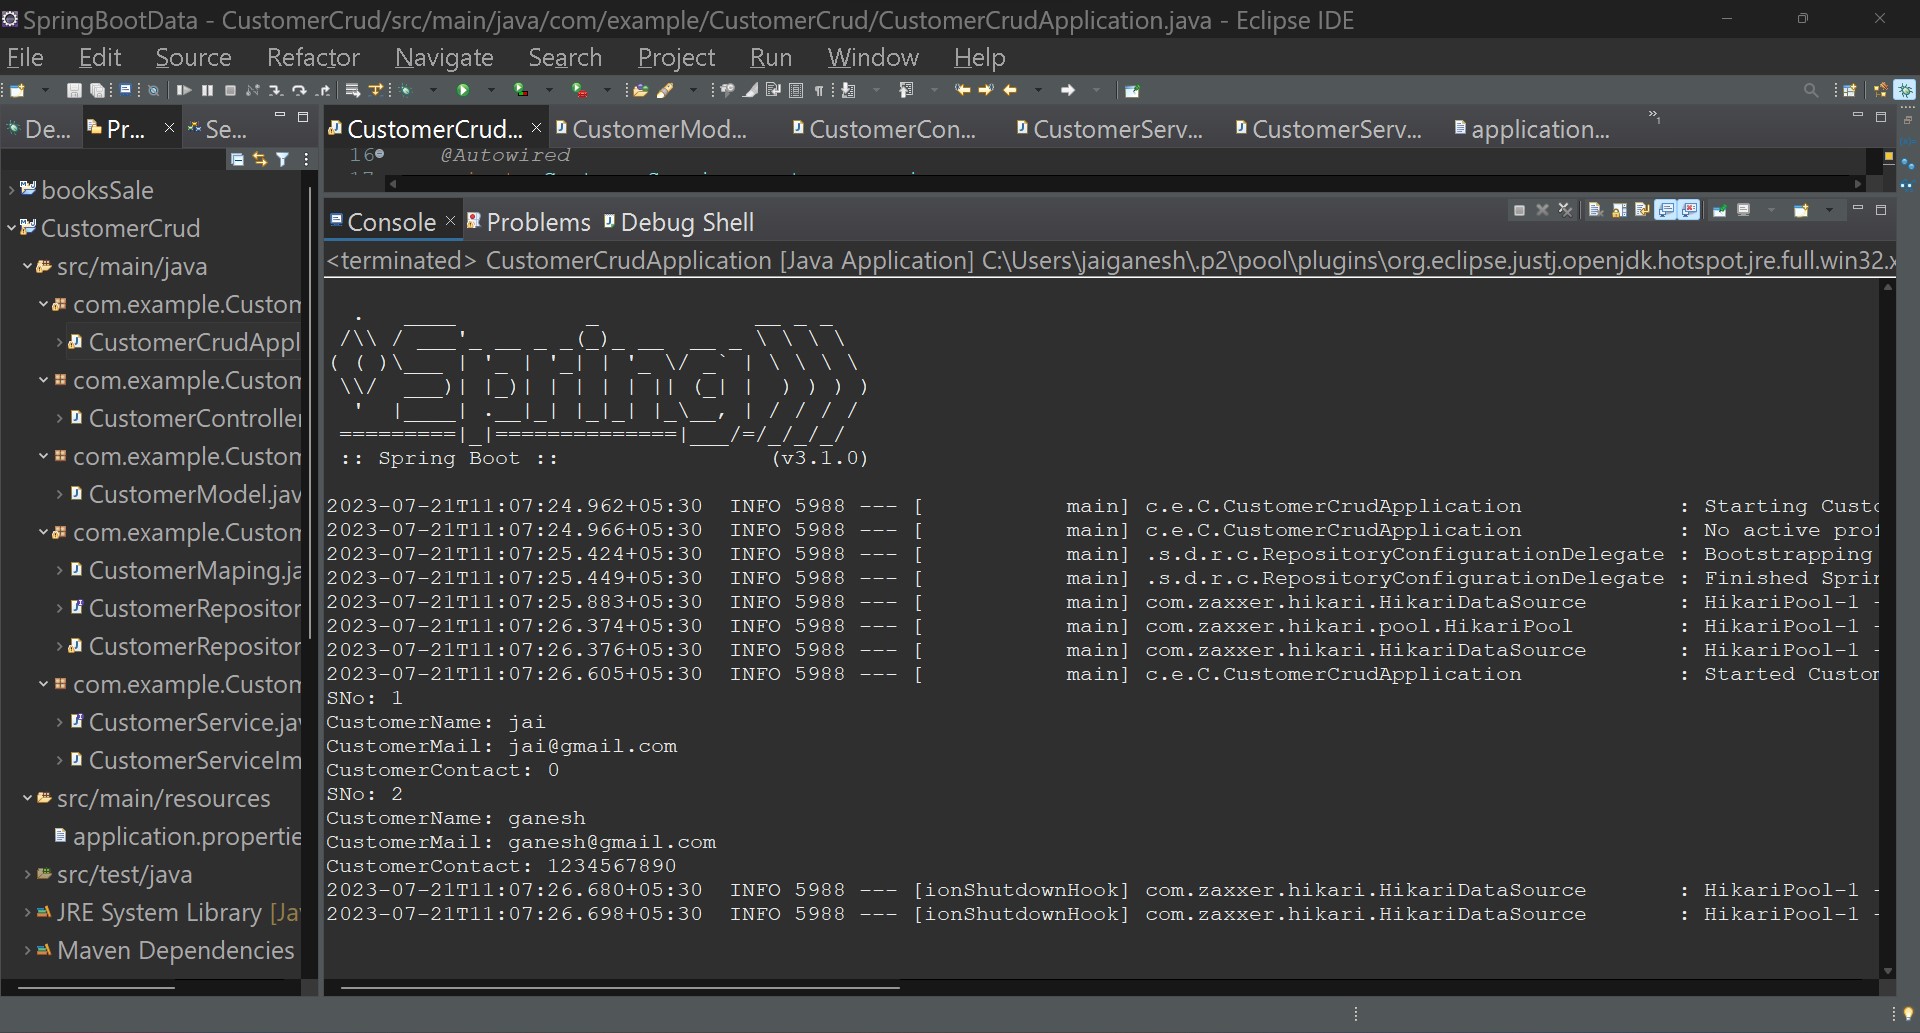 SpringBootData - CustomerCrud/src/main/java/com/example/CustomerCrud/CustomerCrudApplication.java - Eclipse IDE
File Edit Source Refactor Navigate Search Project Run Window Help
De... Pr... Se...
CustomerCrud... CustomerMod... CustomerCon... CustomerServ... CustomerServ... application...
16 @Autowired
booksSale
CustomerCrud
src/main/java
com.example.Custom
CustomerCrudAppl
com.example.Custom
CustomerController
com.example.Custom
CustomerModel.jav
com.example.Custom
CustomerMaping.ja
CustomerRepositor
CustomerRepositor
com.example.Custom
CustomerService.jav
CustomerServiceIm
src/main/resources
application.propertie
src/test/java
JRE System Library [Ja
Maven Dependencies
Console Problems Debug Shell
<terminated> CustomerCrudApplication [Java Application] C:\Users\jaiganesh\.p2\pool\plugins\org.eclipse.justj.openjdk.hotspot.jre.full.win32.x
Spring
:: Spring Boot :: (v3.1.0)
2023-07-21T11:07:24.962+05:30 INFO 5988 --- [ main] c.e.C.CustomerCrudApplication : Starting Custo
2023-07-21T11:07:24.966+05:30 INFO 5988 --- [ main] c.e.C.CustomerCrudApplication : No active prof
2023-07-21T11:07:25.424+05:30 INFO 5988 --- [ main] .s.d.r.c.RepositoryConfigurationDelegate : Bootstrapping
2023-07-21T11:07:25.449+05:30 INFO 5988 --- [ main] .s.d.r.c.RepositoryConfigurationDelegate : Finished Sprin
2023-07-21T11:07:25.883+05:30 INFO 5988 --- [ main] com.zaxxer.hikari.HikariDataSource : HikariPool-1 -
2023-07-21T11:07:26.374+05:30 INFO 5988 --- [ main] com.zaxxer.hikari.pool.HikariPool : HikariPool-1 -
2023-07-21T11:07:26.376+05:30 INFO 5988 --- [ main] com.zaxxer.hikari.HikariDataSource : HikariPool-1 -
2023-07-21T11:07:26.605+05:30 INFO 5988 --- [ main] c.e.C.CustomerCrudApplication : Started Custom
SNo: 1
CustomerName: jai
CustomerMail: jai@gmail.com
CustomerContact: 0
SNo: 2
CustomerName: ganesh
CustomerMail: ganesh@gmail.com
CustomerContact: 1234567890
2023-07-21T11:07:26.680+05:30 INFO 5988 --- [ionShutdownHook] com.zaxxer.hikari.HikariDataSource : HikariPool-1 -
2023-07-21T11:07:26.698+05:30 INFO 5988 --- [ionShutdownHook] com.zaxxer.hikari.HikariDataSource : HikariPool-1 -